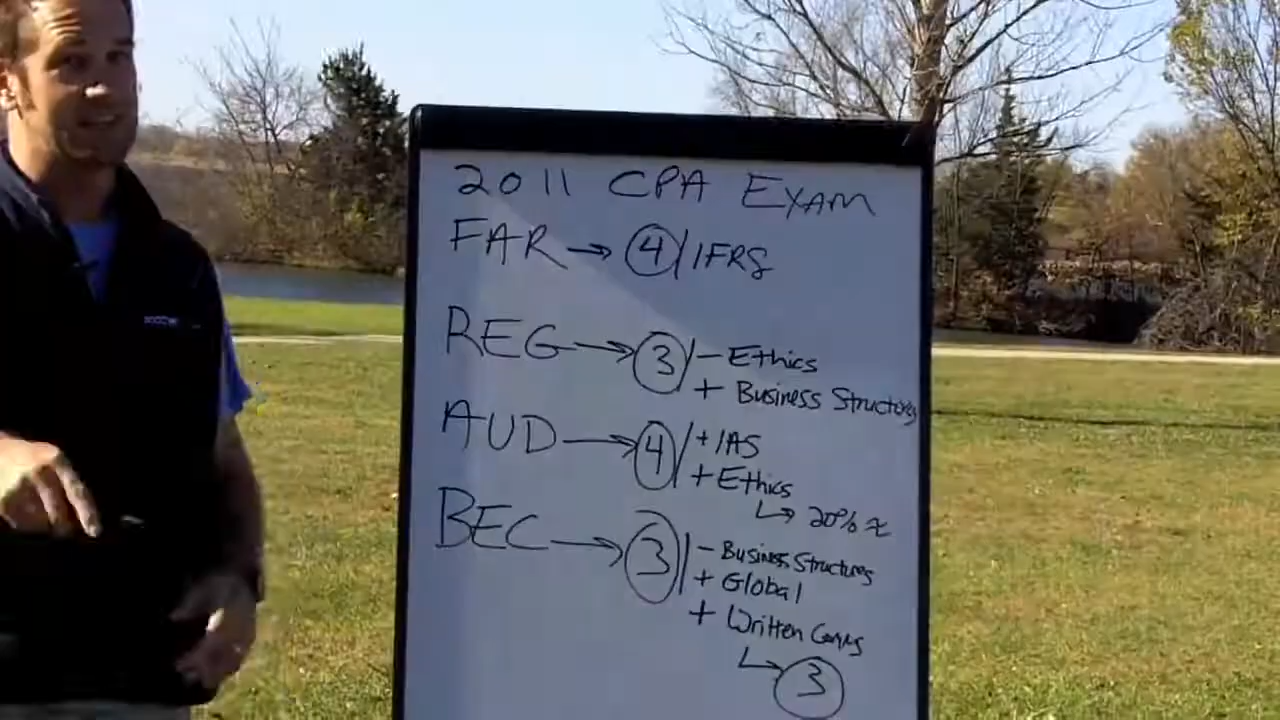 2011 CPA EXAM
FAR → 4 / IFRS
REG → 3 / - Ethics
+ Business Structures
AUD → 4 / + IAS
+ Ethics
↳ 20% ≈
BEC → 3 / - Business Structures
+ Global
+ Written Comms
↳ 3